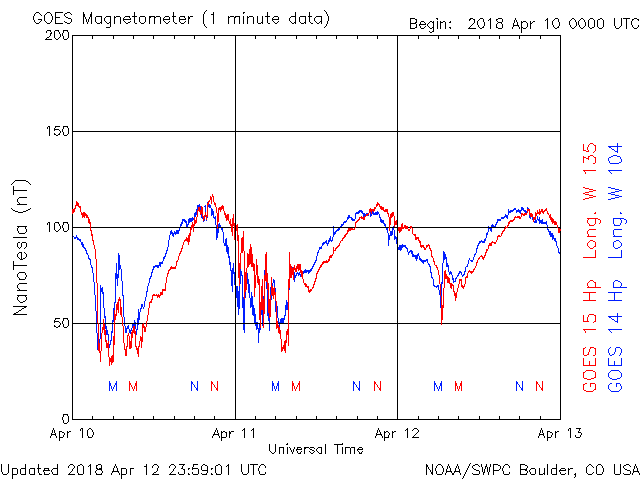 GOES Magnetometer (1 minute data)
Begin: 2018 Apr 10 0000 UTC
200
150
100
50
0
NanoTesla (nT)
M M N N M M N N M M N N
Apr 10 Apr 11 Apr 12 Apr 13
Universal Time
GOES 15 Hp Long. W 135
GOES 14 Hp Long. W 104
Updated 2018 Apr 12 23:59:01 UTC
NOAA/SWPC Boulder, CO USA